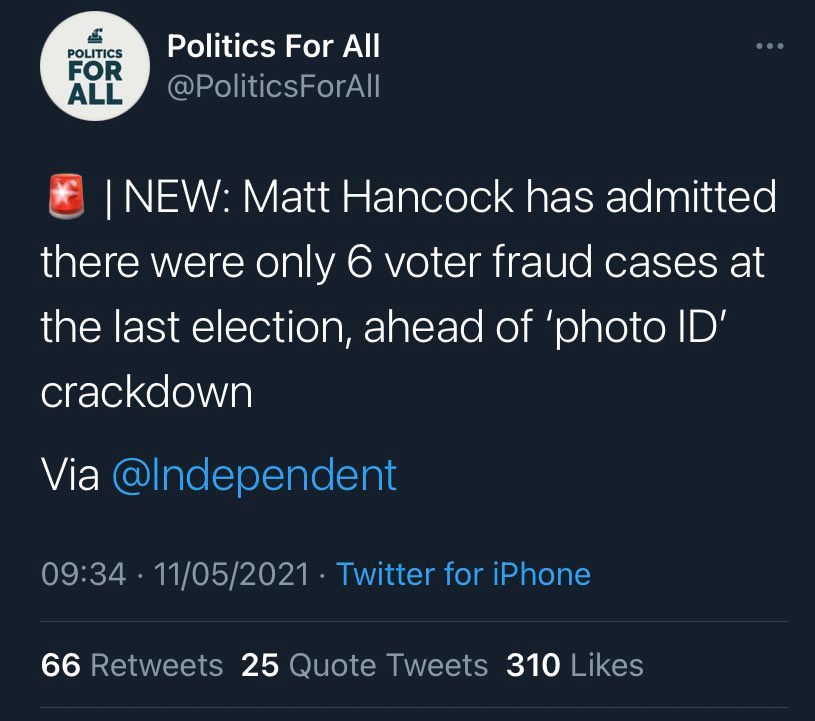 POLITICS
FOR
ALL
Politics For All
@PoliticsForAll
🚨 | NEW: Matt Hancock has admitted
there were only 6 voter fraud cases at
the last election, ahead of ‘photo ID’
crackdown
Via @Independent
09:34 · 11/05/2021 · Twitter for iPhone
66 Retweets 25 Quote Tweets 310 Likes